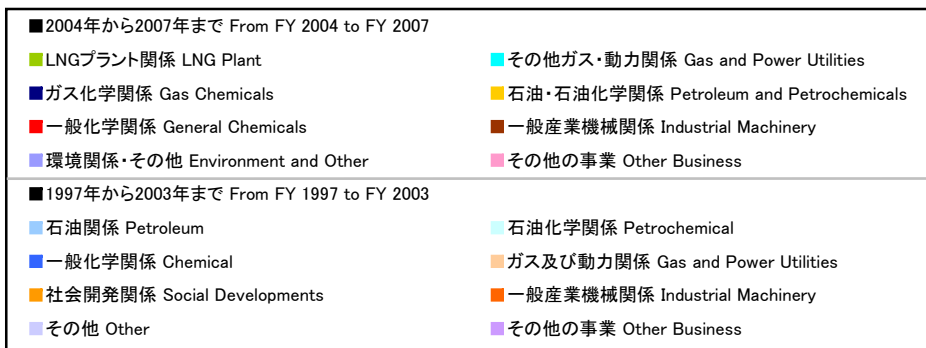 ■2004年から2007年まで From FY 2004 to FY 2007
■LNGプラント関係 LNG Plant ■その他ガス・動力関係 Gas and Power Utilities
■ガス化学関係 Gas Chemicals ■石油・石油化学関係 Petroleum and Petrochemicals
■一般化学関係 General Chemicals ■一般産業機械関係 Industrial Machinery
■環境関係・その他 Environment and Other ■その他の事業 Other Business
■1997年から2003年まで From FY 1997 to FY 2003
■石油関係 Petroleum ■石油化学関係 Petrochemical
■一般化学関係 Chemical ■ガス及び動力関係 Gas and Power Utilities
■社会開発関係 Social Developments ■一般産業機械関係 Industrial Machinery
■その他 Other ■その他の事業 Other Business